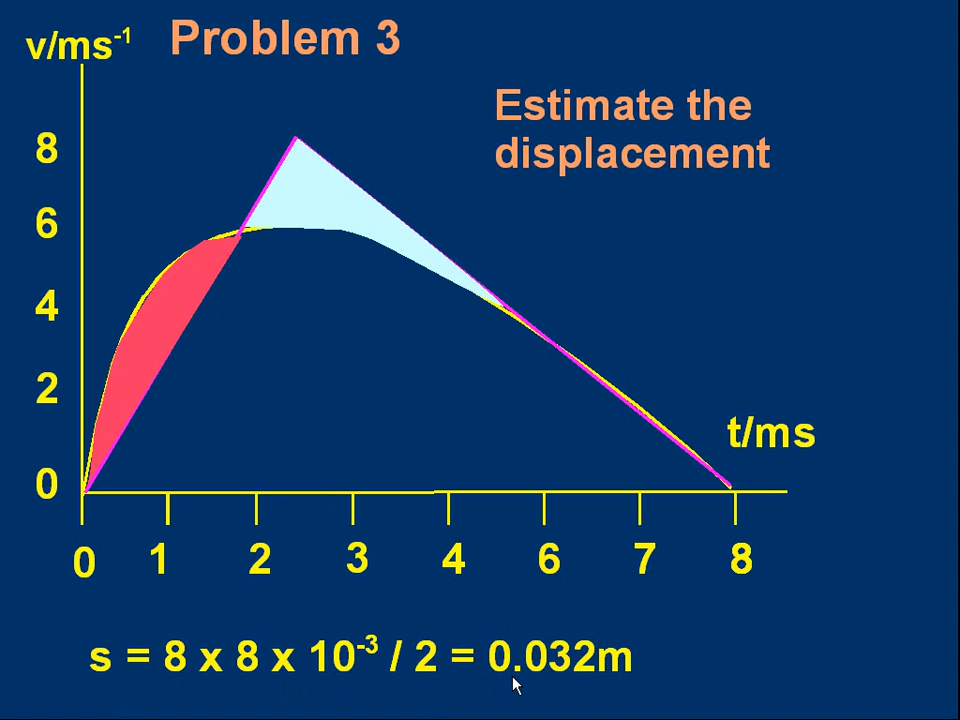 Problem 3
v/ms⁻¹
Estimate the
displacement
8
6
4
2
0
t/ms
0 1 2 3 4 6 7 8
s = 8 x 8 x 10⁻³ / 2 = 0.032m